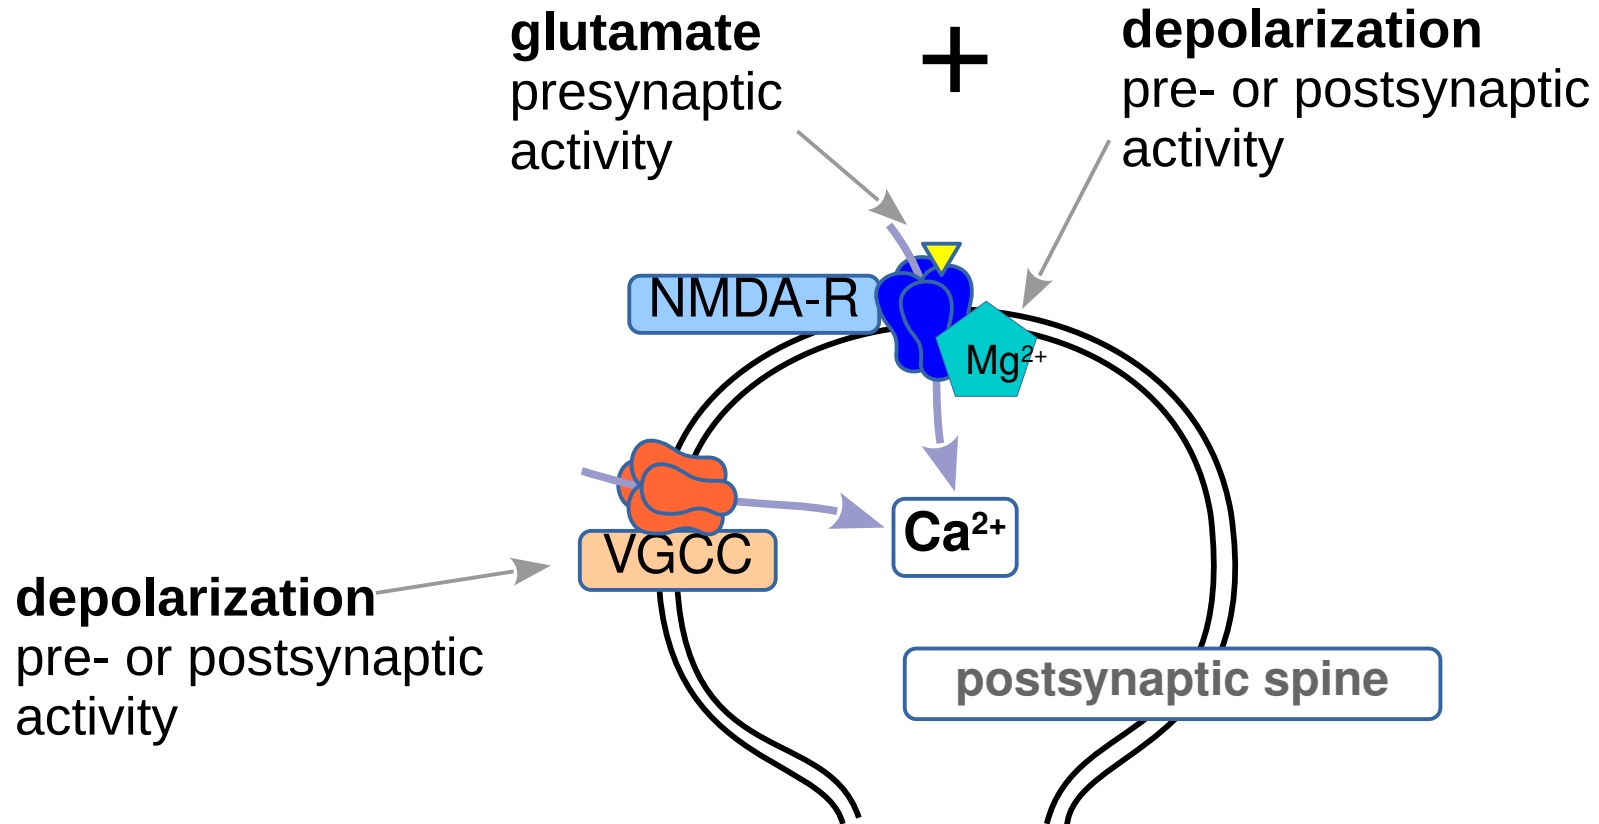 glutamate
presynaptic
activity
+
depolarization
pre- or postsynaptic
activity
NMDA-R
Mg²⁺
Ca²⁺
VGCC
depolarization
pre- or postsynaptic
activity
postsynaptic spine